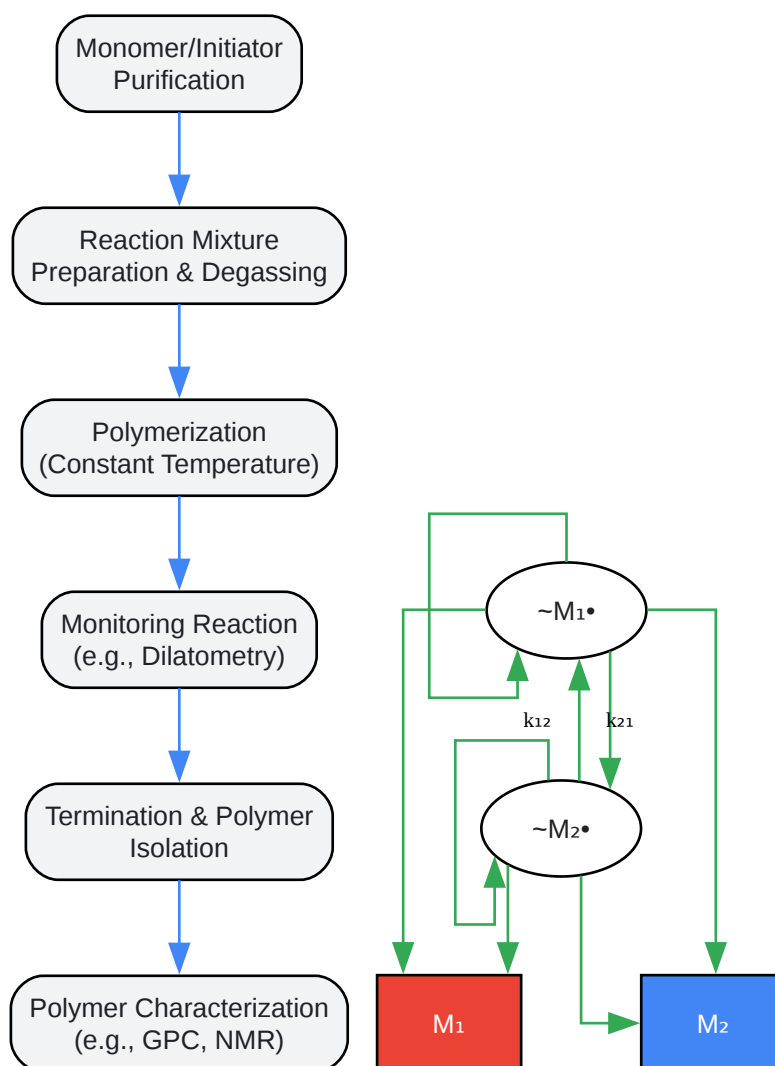 Monomer/Initiator
Purification
Reaction Mixture
Preparation & Degassing
Polymerization
(Constant Temperature)
Monitoring Reaction
(e.g., Dilatometry)
Termination & Polymer
Isolation
Polymer Characterization
(e.g., GPC, NMR)
~M₁•
k₁₂
k₂₁
~M₂•
M₁
M₂